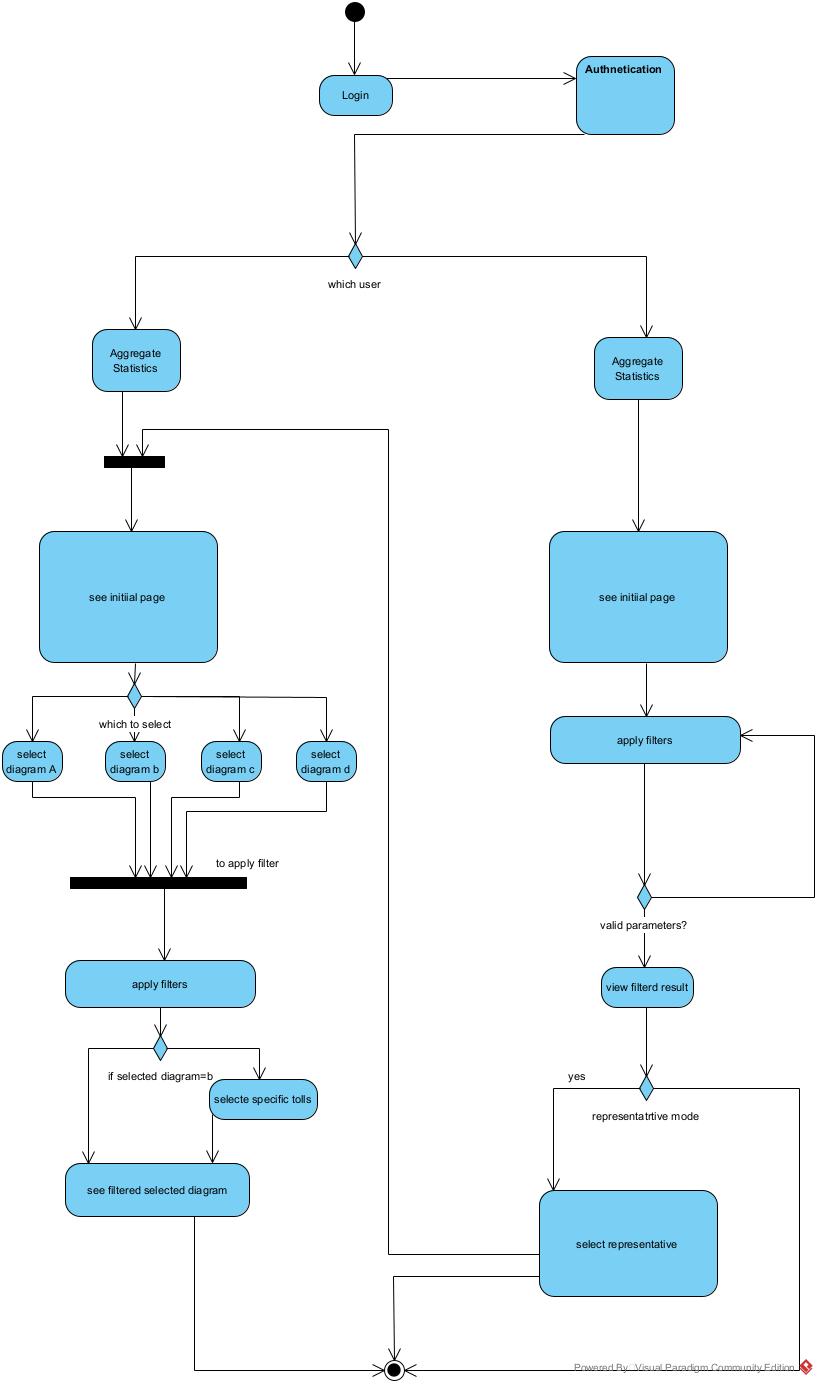 Login
Authnetication
which user
Aggregate
Statistics
Aggregate
Statistics
see initiial page
see initiial page
which to select
select
diagram A
select
diagram b
select
diagram c
select
diagram d
apply filters
to apply filter
valid parameters?
apply filters
view filterd result
if selected diagram=b
yes
selecte specific tolls
representatrtive mode
see filtered selected diagram
select representative
Powered By Visual Paradigm Community Edition